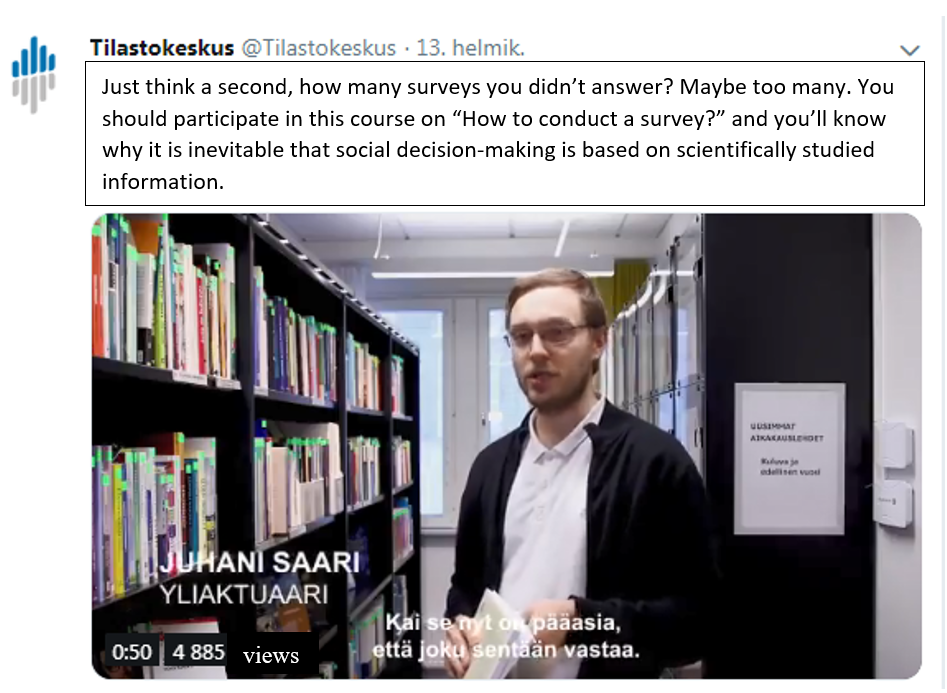 Tilastokeskus @Tilastokeskus · 13. helmik.
Just think a second, how many surveys you didn’t answer? Maybe too many. You
should participate in this course on “How to conduct a survey?” and you’ll know
why it is inevitable that social decision-making is based on scientifically studied
information.
UUSIMMAT
AIKAKAUSLEHDET
Kuluva ja
edellinen vuosi
JUHANI SAARI
YLIAKTUAARI
Kai se nyt on pääasia,
että joku sentään vastaa.
0:50 4 885 views